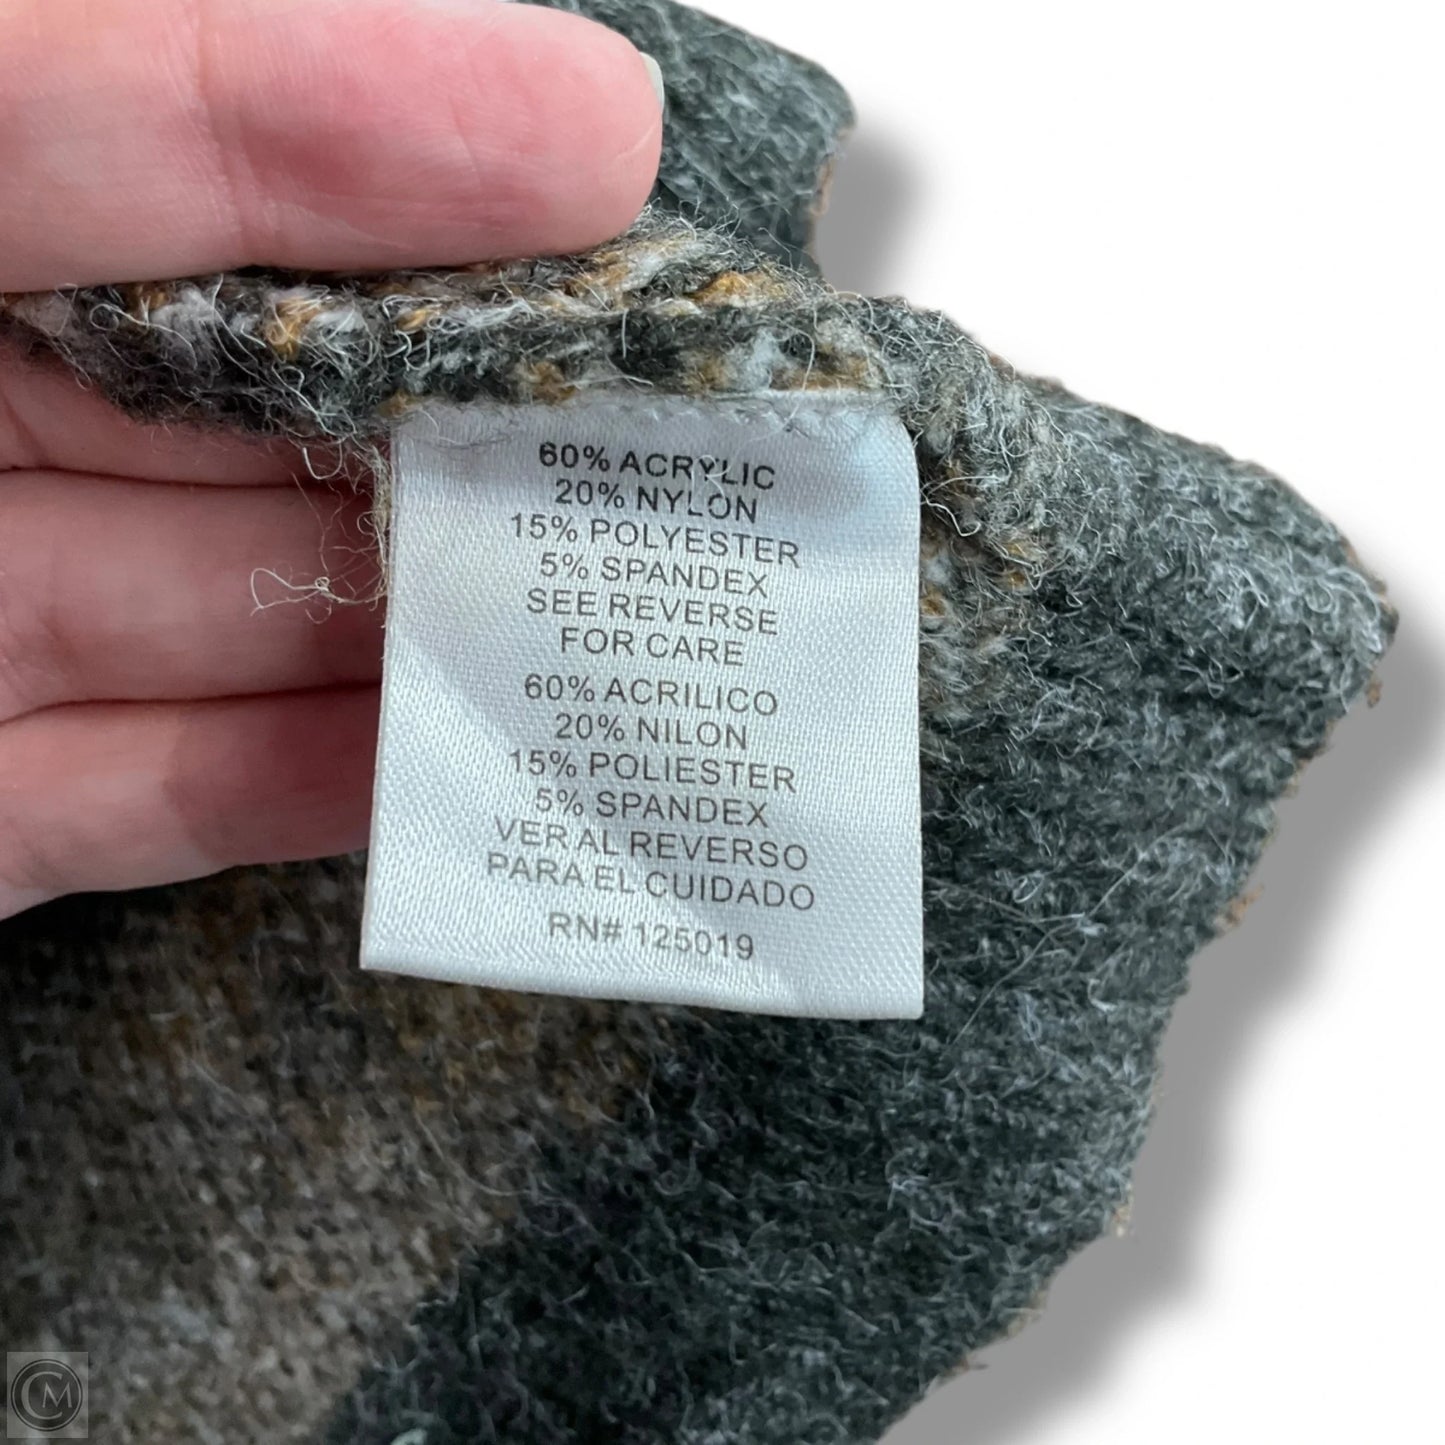 60% ACRYLIC
20% NYLON
15% POLYESTER
5% SPANDEX
SEE REVERSE
FOR CARE
60% ACRILICO
20% NILON
15% POLIESTER
5% SPANDEX
VER AL REVERSO
PARA EL CUIDADO
RN# 125019
CM